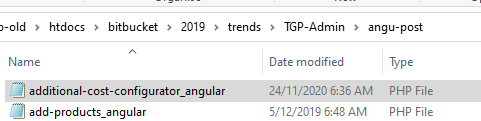 -old > htdocs > bitbucket > 2019 > trends > TGP-Admin > angu-post
Name Date modified Type
additional-cost-configurator_angular 24/11/2020 6:36 AM PHP File
add-products_angular 5/12/2019 6:48 AM PHP File